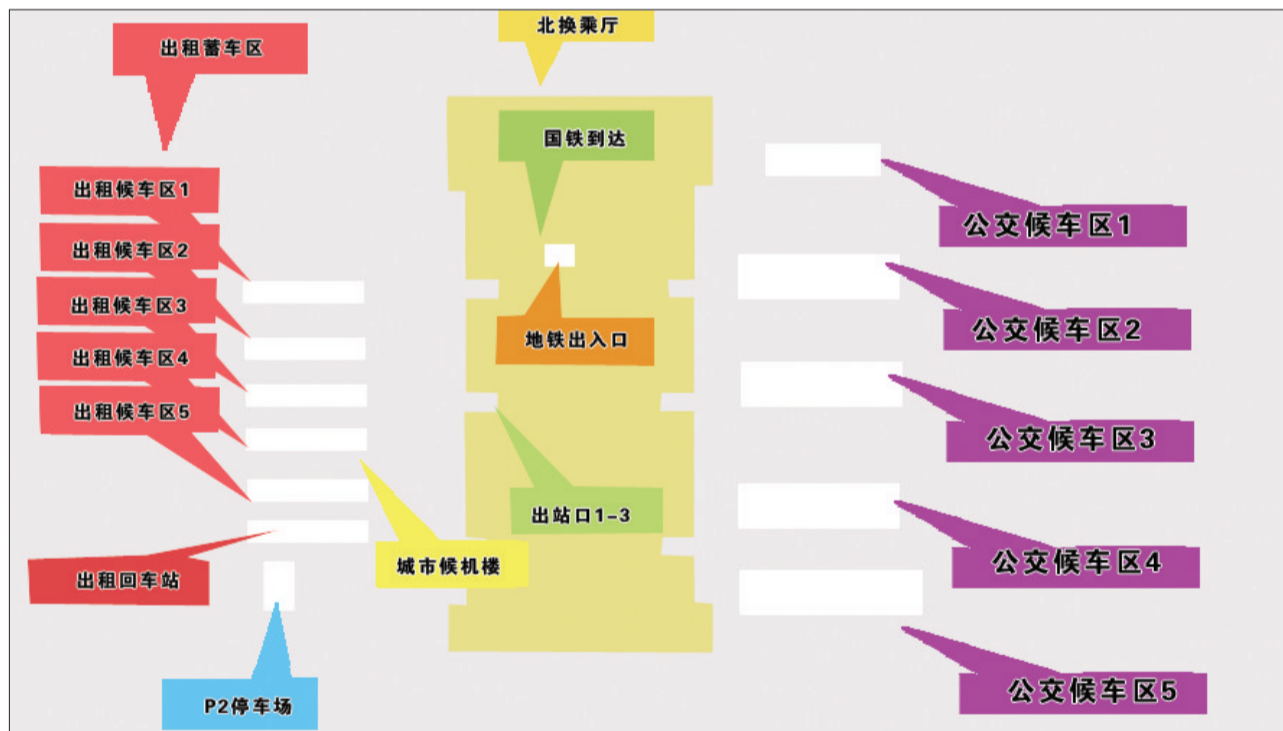 出租蓄车区
北换乘厅
国铁到达
出租候车区1
出租候车区2
出租候车区3
出租候车区4
出租候车区5
地铁出入口
出站口1-3
城市候机楼
出租回车站
P2停车场
公交候车区1
公交候车区2
公交候车区3
公交候车区4
公交候车区5